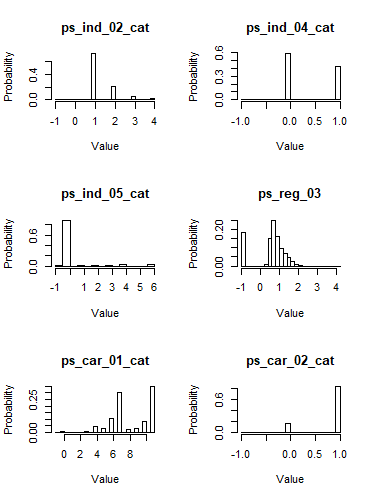 ps_ind_02_cat
Probability
0.0 0.4
-1 0 1 2 3 4
Value
ps_ind_04_cat
Probability
0.0 0.3 0.6
-1.0 0.0 0.5 1.0
Value
ps_ind_05_cat
Probability
0.0 0.6
-1 1 2 3 4 5 6
Value
ps_reg_03
Probability
0.00 0.20
-1 0 1 2 3 4
Value
ps_car_01_cat
Probability
0.00 0.25
0 2 4 6 8
Value
ps_car_02_cat
Probability
0.0 0.6
-1.0 0.0 0.5 1.0
Value